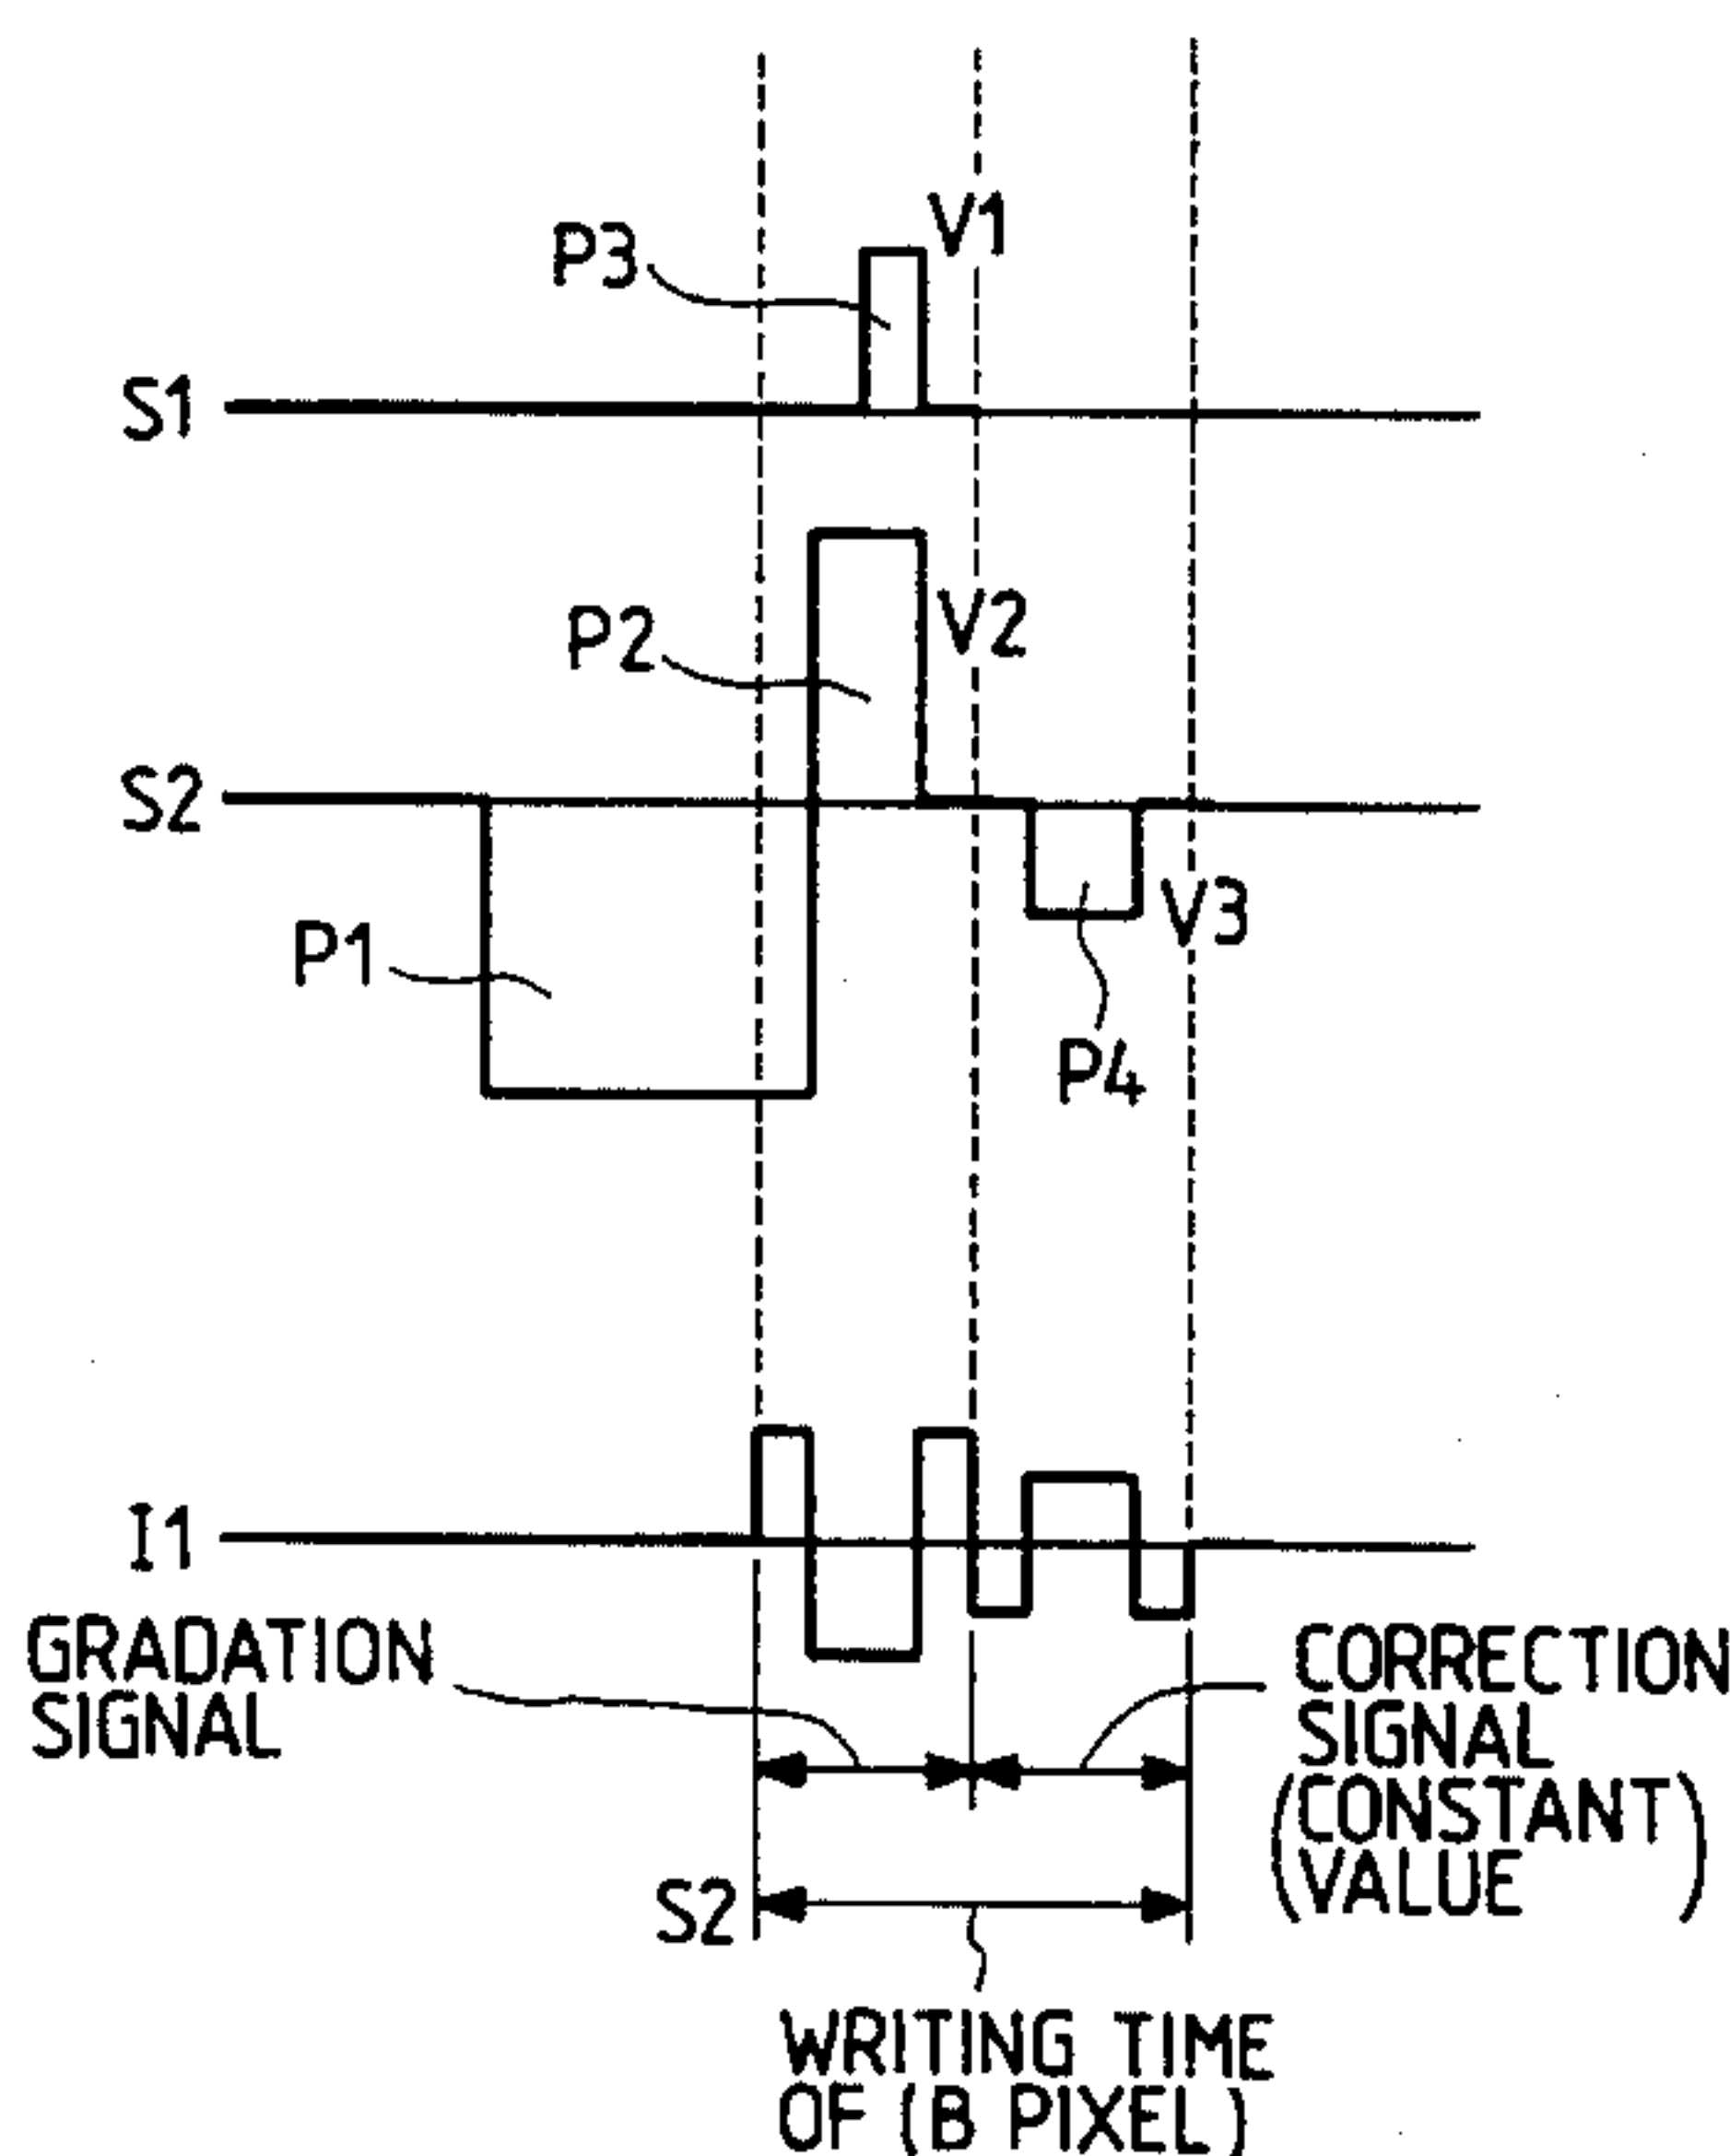 V1
P3
S1
P2
V2
S2
P1
V3
P4
I1
GRADATION
SIGNAL
CORRECTION
SIGNAL
(CONSTANT
VALUE)
S2
WRITING TIME
OF (B PIXEL)